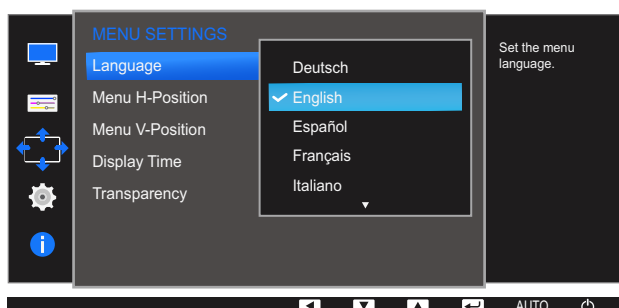 MENU SETTINGS
Language
Menu H-Position
Menu V-Position
Display Time
Transparency
Deutsch
English
Español
Français
Italiano
Set the menu
language.
AUTO